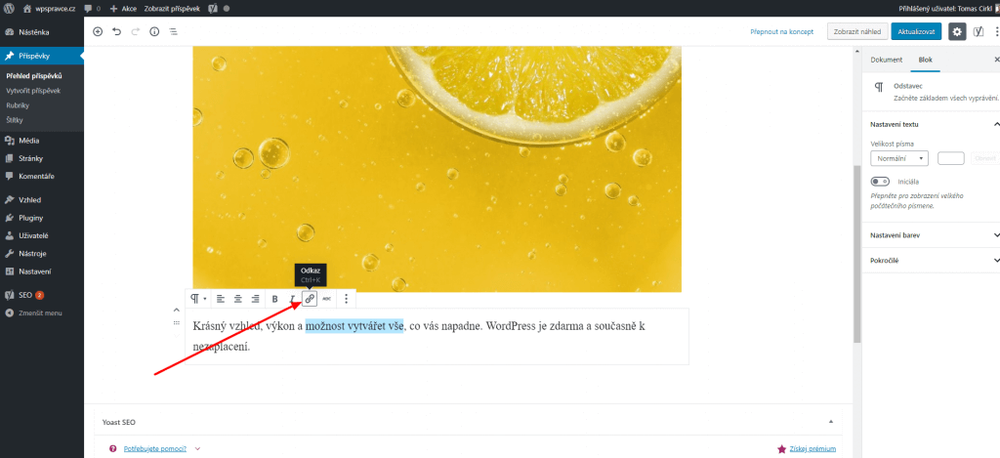 wpspravce.cz 0 Akce Zobrazit příspěvek Přihlášený uživatel: Tomas Cirkl
Nástěnka
Příspěvky
Přehled příspěvků
Vytvořit příspěvek
Rubriky
Štítky
Média
Stránky
Komentáře
Vzhled
Pluginy
Uživatelé
Nástroje
Nastavení
SEO 2
Zmenšit menu
Přepnout na koncept Zobrazit náhled Aktualizovat
Odkaz
Ctrl+K
B I ABC
Krásný vzhled, výkon a možnost vytvářet vše, co vás napadne. WordPress je zdarma a současně k
nezaplacení.
Yoast SEO
Potřebujete pomoci?
Získej prémium
Dokument Blok
Odstavec
Začněte základem všech vyprávění.
Nastavení textu
Velikost písma
Normální
Obnovit
Iniciála
Přepněte pro zobrazení velkého
počátečního písmene.
Nastavení barev
Pokročilé